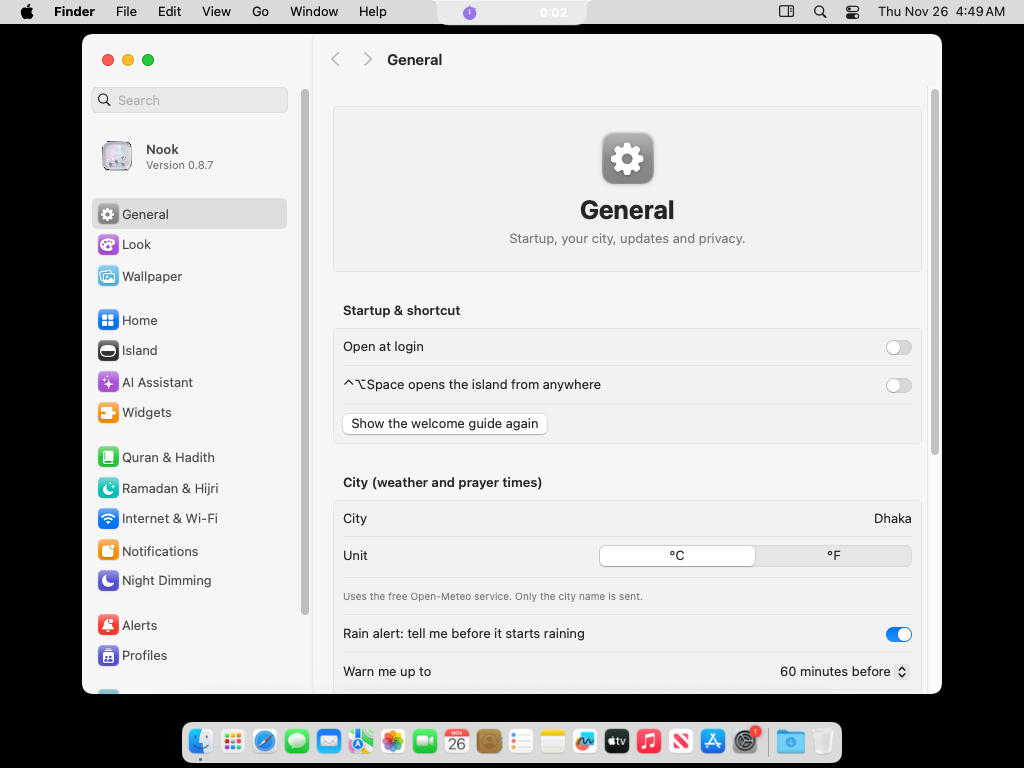 Finder File Edit View Go Window Help 0:02 Thu Nov 26 4:49 AM
General
Search
Nook
Version 0.8.7
General
Look
Wallpaper
Home
Island
AI Assistant
Widgets
Quran & Hadith
Ramadan & Hijri
Internet & Wi-Fi
Notifications
Night Dimming
Alerts
Profiles
General
Startup, your city, updates and privacy.
Startup & shortcut
Open at login
⌃⌥Space opens the island from anywhere
Show the welcome guide again
City (weather and prayer times)
City Dhaka
Unit °C °F
Uses the free Open-Meteo service. Only the city name is sent.
Rain alert: tell me before it starts raining
Warn me up to 60 minutes before
NOV
26
tv
1